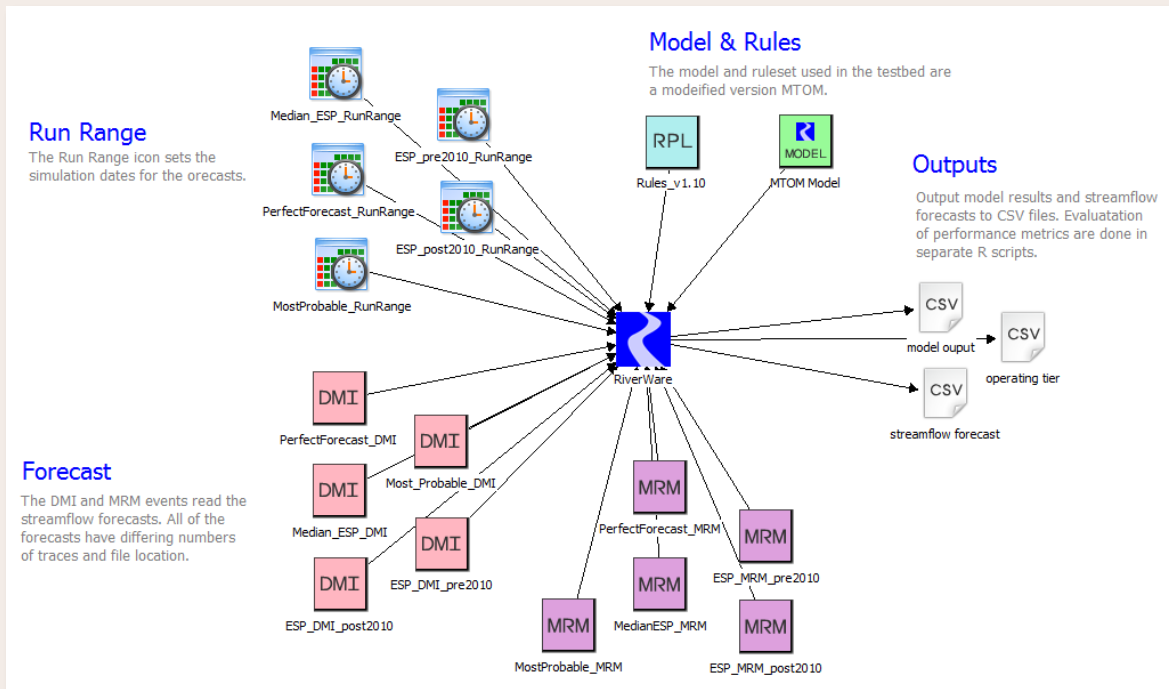 Model & Rules
The model and ruleset used in the testbed are
a modeified version MTOM.
Run Range
The Run Range icon sets the
simulation dates for the orecasts.
Median_ESP_RunRange
ESP_pre2010_RunRange
PerfectForecast_RunRange
ESP_post2010_RunRange
MostProbable_RunRange
RPL
Rules_v1.10
MODEL
MTOM Model
Outputs
Output model results and streamflow
forecasts to CSV files. Evaluatation
of performance metrics are done in
separate R scripts.
CSV
model ouput
CSV
operating tier
CSV
streamflow forecast
RiverWare
Forecast
The DMI and MRM events read the
streamflow forecasts. All of the
forecasts have differing numbers
of traces and file location.
DMI
PerfectForecast_DMI
DMI
Most_Probable_DMI
DMI
Median_ESP_DMI
DMI
ESP_DMI_pre2010
DMI
ESP_DMI_post2010
MRM
PerfectForecast_MRM
MRM
ESP_MRM_pre2010
MRM
MedianESP_MRM
MRM
MostProbable_MRM
MRM
ESP_MRM_post2010